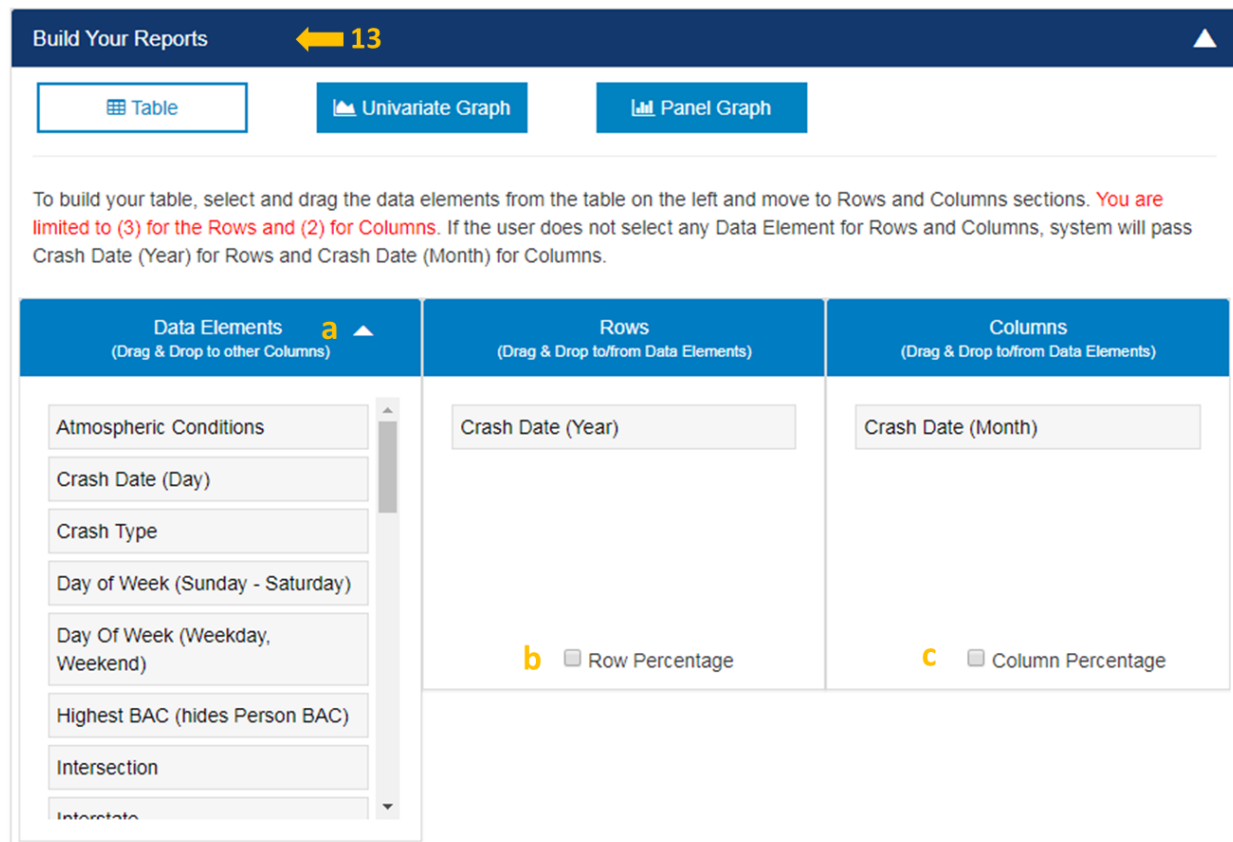 Build Your Reports
13
Table
Univariate Graph
Panel Graph
To build your table, select and drag the data elements from the table on the left and move to Rows and Columns sections. You are
limited to (3) for the Rows and (2) for Columns. If the user does not select any Data Element for Rows and Columns, system will pass
Crash Date (Year) for Rows and Crash Date (Month) for Columns.
Data Elements
a
(Drag & Drop to other Columns)
Rows
(Drag & Drop to/from Data Elements)
Columns
(Drag & Drop to/from Data Elements)
Atmospheric Conditions
Crash Date (Day)
Crash Type
Day of Week (Sunday - Saturday)
Day Of Week (Weekday,
Weekend)
Highest BAC (hides Person BAC)
Intersection
Interstate
Crash Date (Year)
b
Row Percentage
Crash Date (Month)
c
Column Percentage